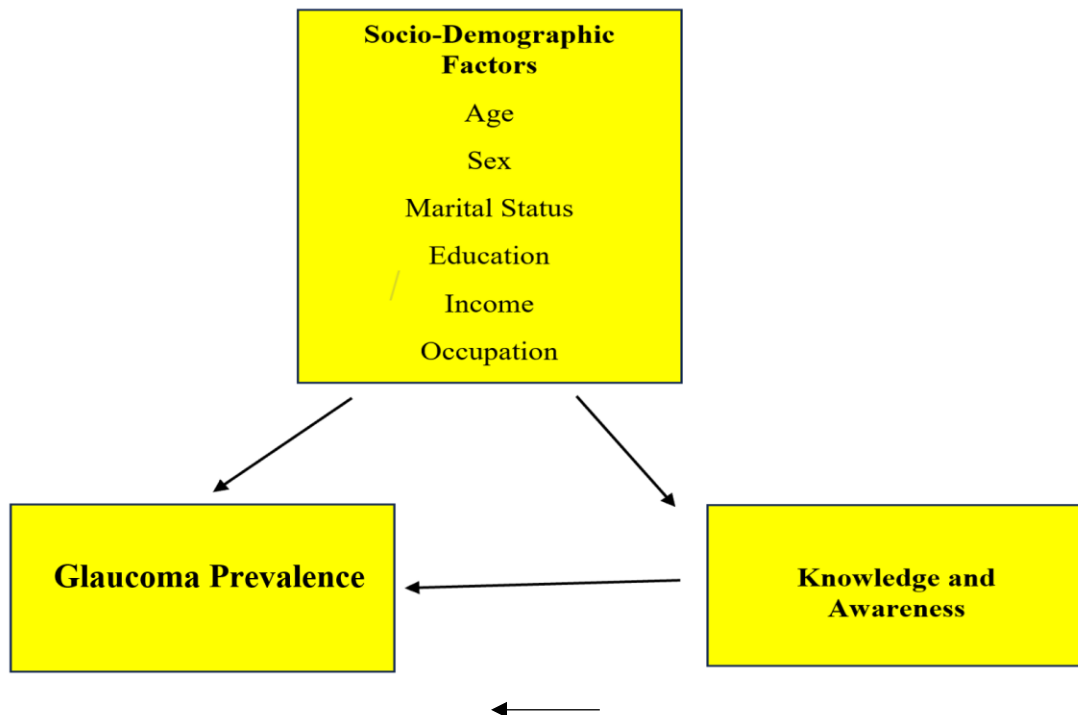 Socio-Demographic
Factors
Age
Sex
Marital Status
Education
Income
Occupation
Glaucoma Prevalence
Knowledge and
Awareness